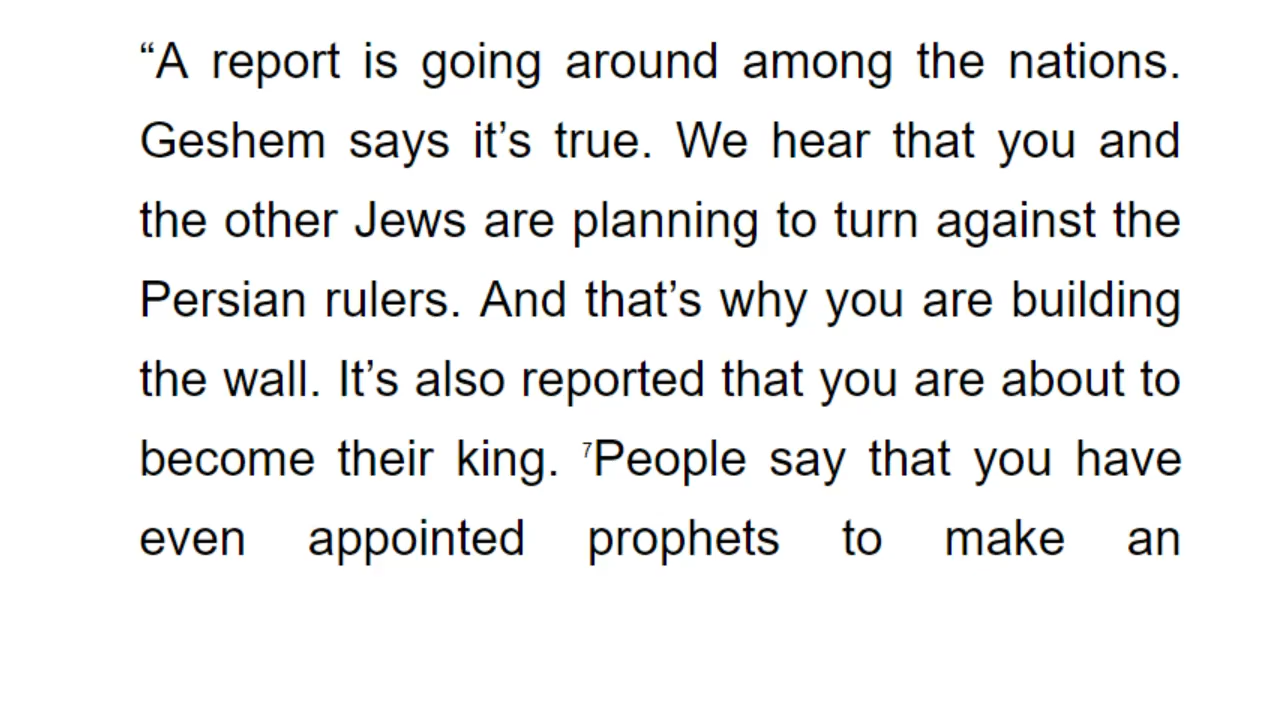 “A report is going around among the nations.
Geshem says it’s true. We hear that you and
the other Jews are planning to turn against the
Persian rulers. And that’s why you are building
the wall. It’s also reported that you are about to
become their king. ⁷People say that you have
even appointed prophets to make an